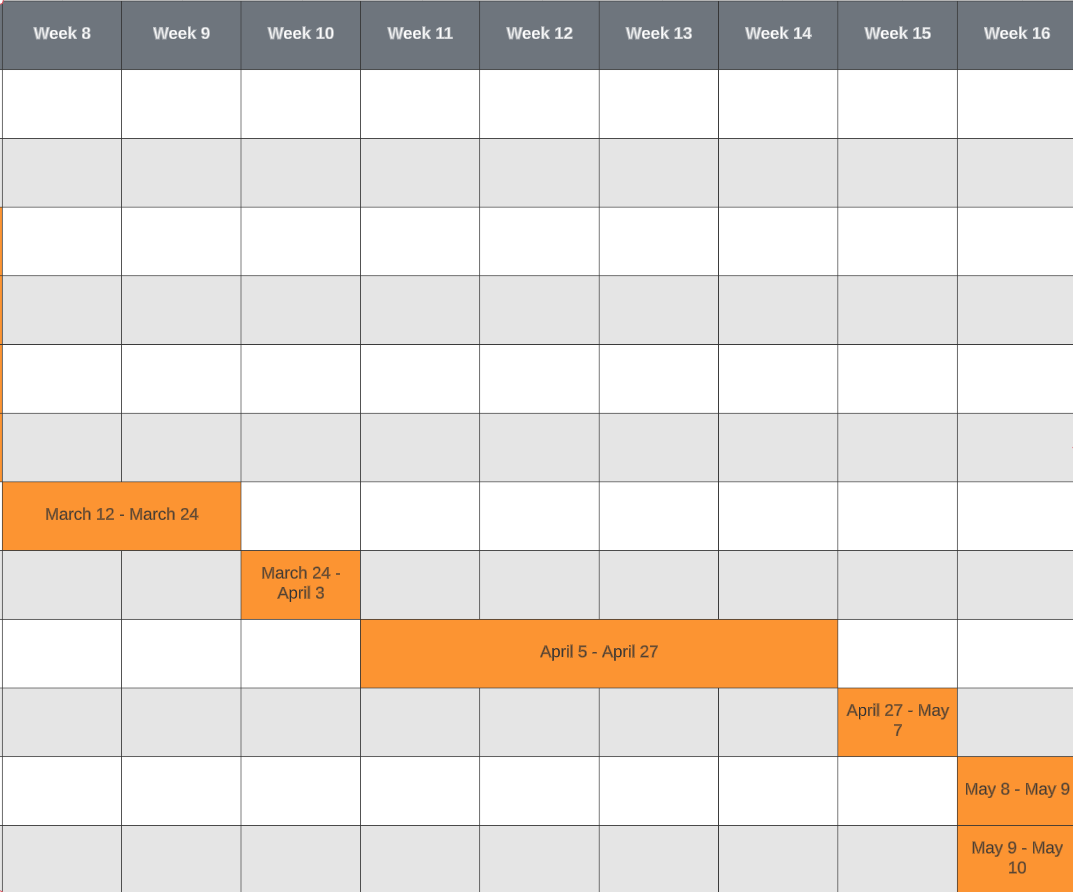 Week 8 Week 9 Week 10 Week 11 Week 12 Week 13 Week 14 Week 15 Week 16
March 12 - March 24
March 24 -
April 3
April 5 - April 27
April 27 - May
7
May 8 - May 9
May 9 - May
10